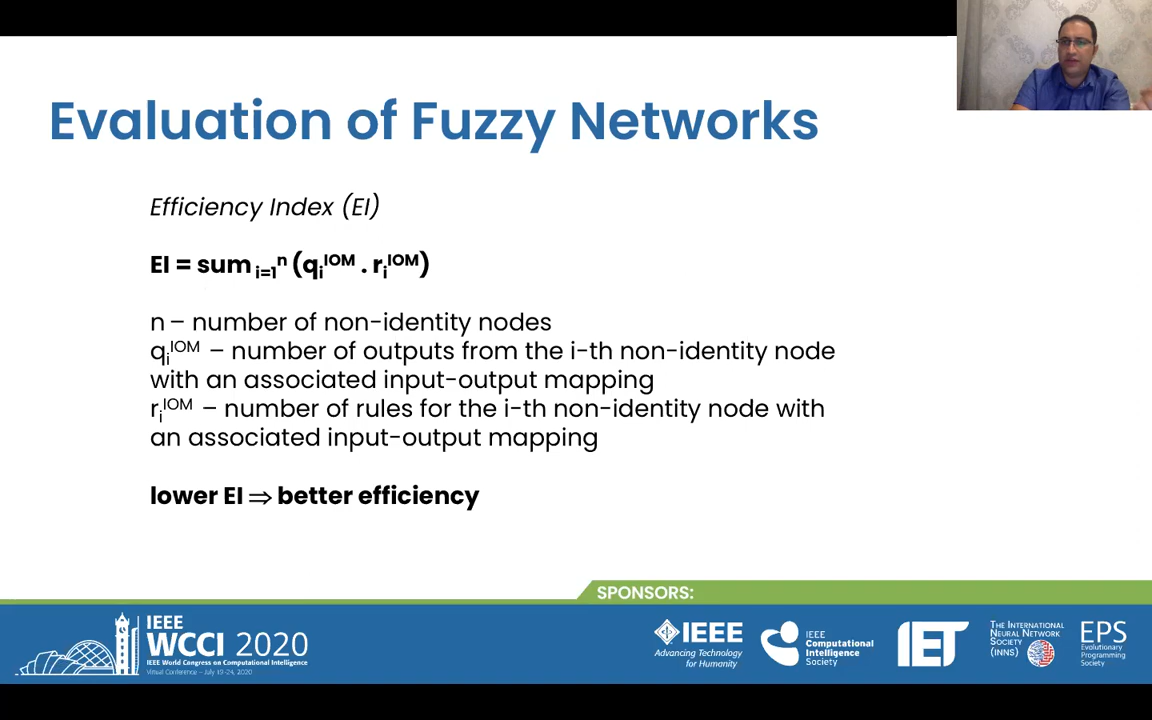 Evaluation of Fuzzy Networks
Efficiency Index (EI)
EI = sum i=1ⁿ (qᵢᴵᴼᴹ . rᵢᴵᴼᴹ)
n – number of non-identity nodes
qᵢᴵᴼᴹ – number of outputs from the i-th non-identity node
with an associated input-output mapping
rᵢᴵᴼᴹ – number of rules for the i-th non-identity node with
an associated input-output mapping
lower EI ⇒ better efficiency
SPONSORS:
IEEE
WCCI 2020
IEEE World Congress on Computational Intelligence
Virtual Conference – July 19-24, 2020
IEEE
Advancing Technology
for Humanity
IEEE
Computational
Intelligence
Society
IET
The International
Neural Network
Society
(INNS)
EPS
Evolutionary
Programming
Society